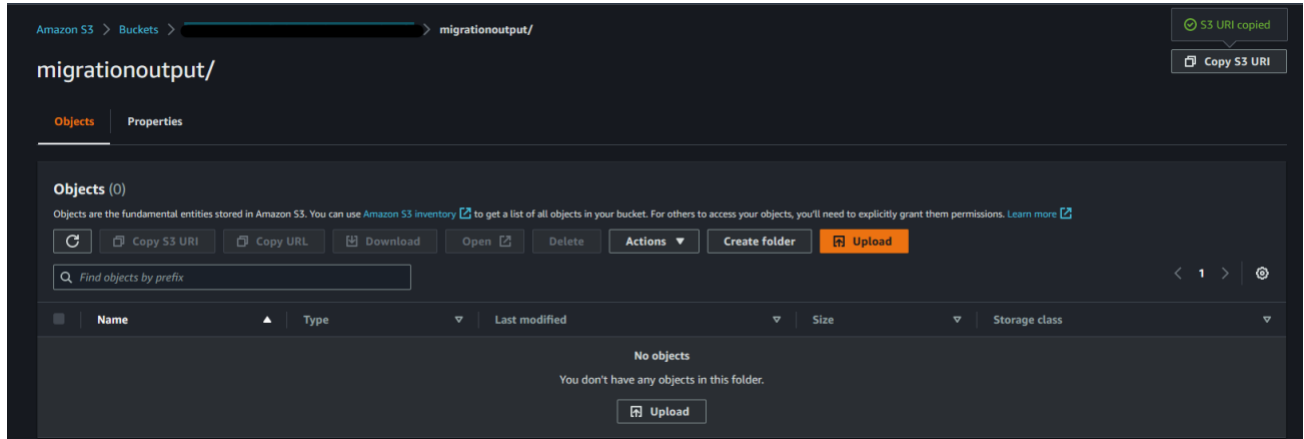 Amazon S3 > Buckets > > migrationoutput/
S3 URI copied
migrationoutput/
Copy S3 URI
Objects Properties
Objects (0)
Objects are the fundamental entities stored in Amazon S3. You can use Amazon S3 inventory to get a list of all objects in your bucket. For others to access your objects, you'll need to explicitly grant them permissions. Learn more
Copy S3 URI Copy URL Download Open Delete Actions Create folder Upload
Find objects by prefix
< 1 >
Name Type Last modified Size Storage class
No objects
You don't have any objects in this folder.
Upload